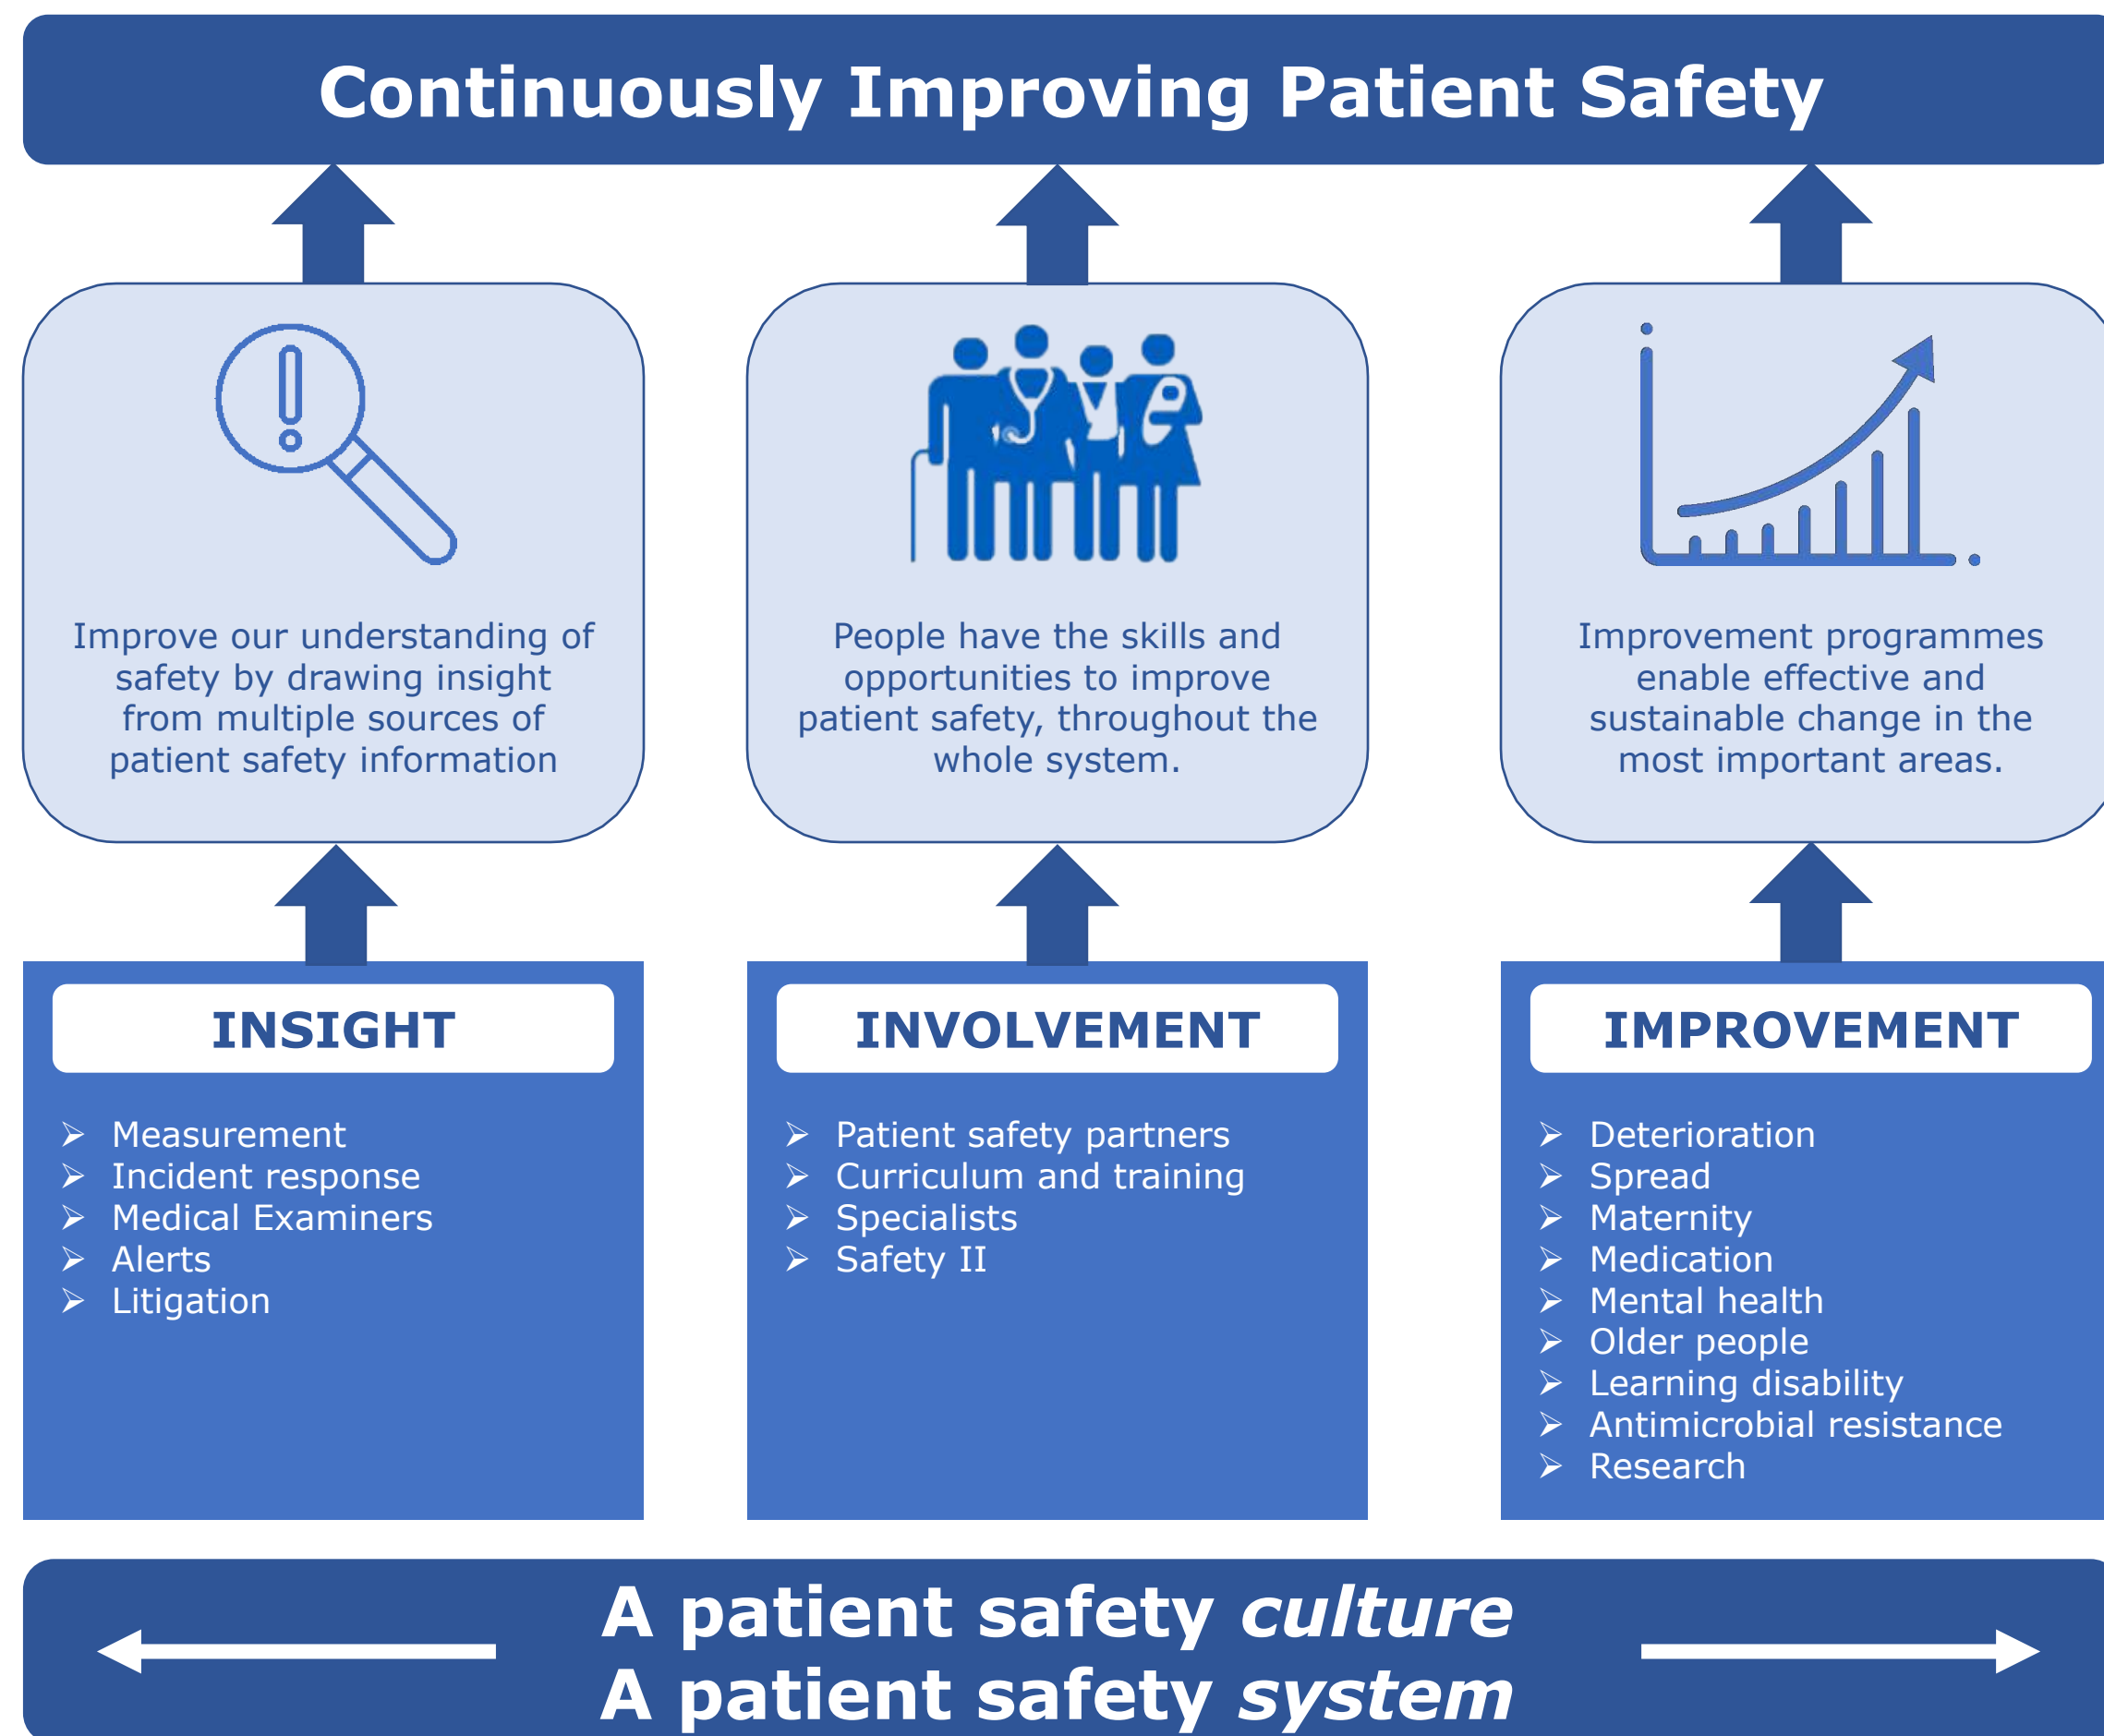 Continuously Improving Patient Safety
Improve our understanding of
safety by drawing insight
from multiple sources of
patient safety information
People have the skills and
opportunities to improve
patient safety, throughout the
whole system.
Improvement programmes
enable effective and
sustainable change in the
most important areas.
INSIGHT
Measurement
Incident response
Medical Examiners
Alerts
Litigation
INVOLVEMENT
Patient safety partners
Curriculum and training
Specialists
Safety II
IMPROVEMENT
Deterioration
Spread
Maternity
Medication
Mental health
Older people
Learning disability
Antimicrobial resistance
Research
A patient safety culture
A patient safety system